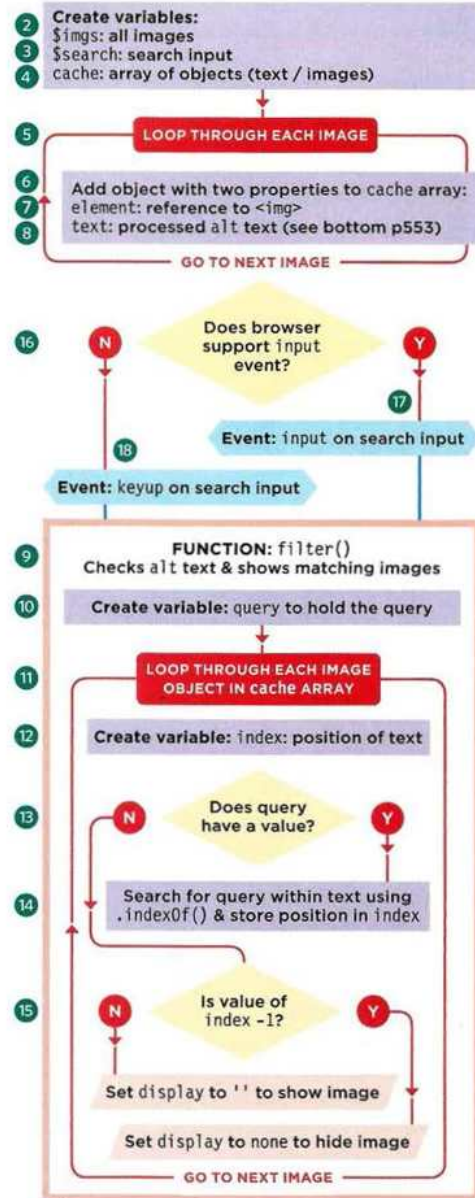 2 Create variables:
$imgs: all images
3 $search: search input
4 cache: array of objects (text / images)
5 LOOP THROUGH EACH IMAGE
6 Add object with two properties to cache array:
7 element: reference to <img>
8 text: processed alt text (see bottom p553)
GO TO NEXT IMAGE
16 N Does browser
support input
event?
Y
17
Event: input on search input
18
Event: keyup on search input
9 FUNCTION: filter()
Checks alt text & shows matching images
10 Create variable: query to hold the query
11 LOOP THROUGH EACH IMAGE
OBJECT IN cache ARRAY
12 Create variable: index: position of text
13 N Does query
have a value?
Y
14 Search for query within text using
.indexOf() & store position in index
15 N Is value of
index -1?
Y
Set display to '' to show image
Set display to none to hide image
GO TO NEXT IMAGE